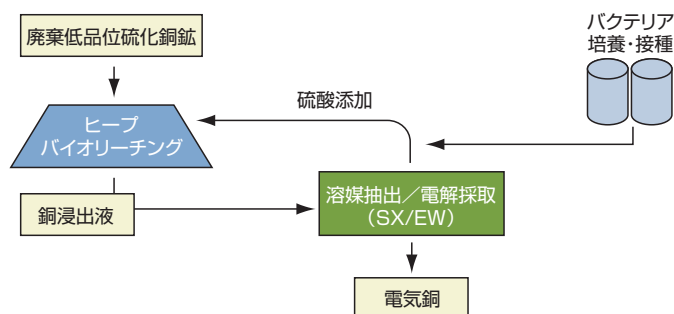 廃棄低品位硫化銅鉱
バクテリア
培養・接種
硫酸添加
ヒープ
バイオリーチング
溶媒抽出／電解採取
（SX/EW）
銅浸出液
電気銅